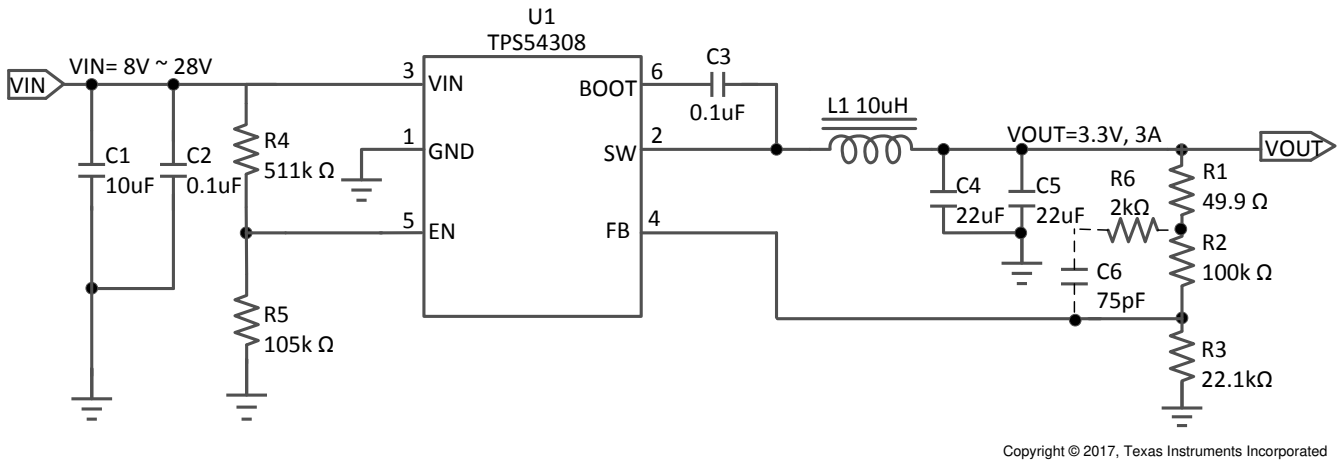 U1
TPS54308
VIN
VIN= 8V ~ 28V
3
VIN
BOOT
6
C3
0.1uF
1
GND
SW
2
L1 10uH
VOUT=3.3V, 3A
VOUT
C1
10uF
C2
0.1uF
R4
511k Ω
5
EN
FB
4
C4
22uF
C5
22uF
R6
2kΩ
R1
49.9 Ω
R2
100k Ω
C6
75pF
R5
105k Ω
R3
22.1kΩ
Copyright © 2017, Texas Instruments Incorporated